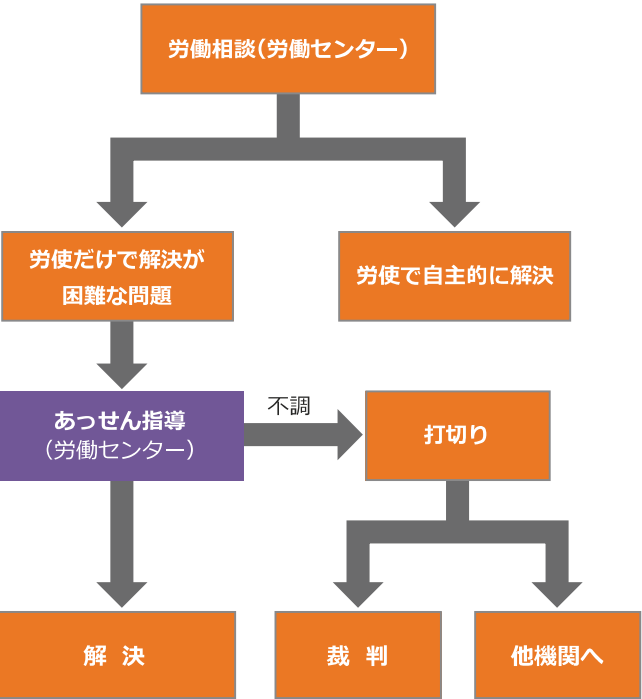 労働相談（労働センター）
労使だけで解決が
困難な問題
労使で自主的に解決
あっせん指導
（労働センター）
不調
打切り
解 決
裁 判
他機関へ